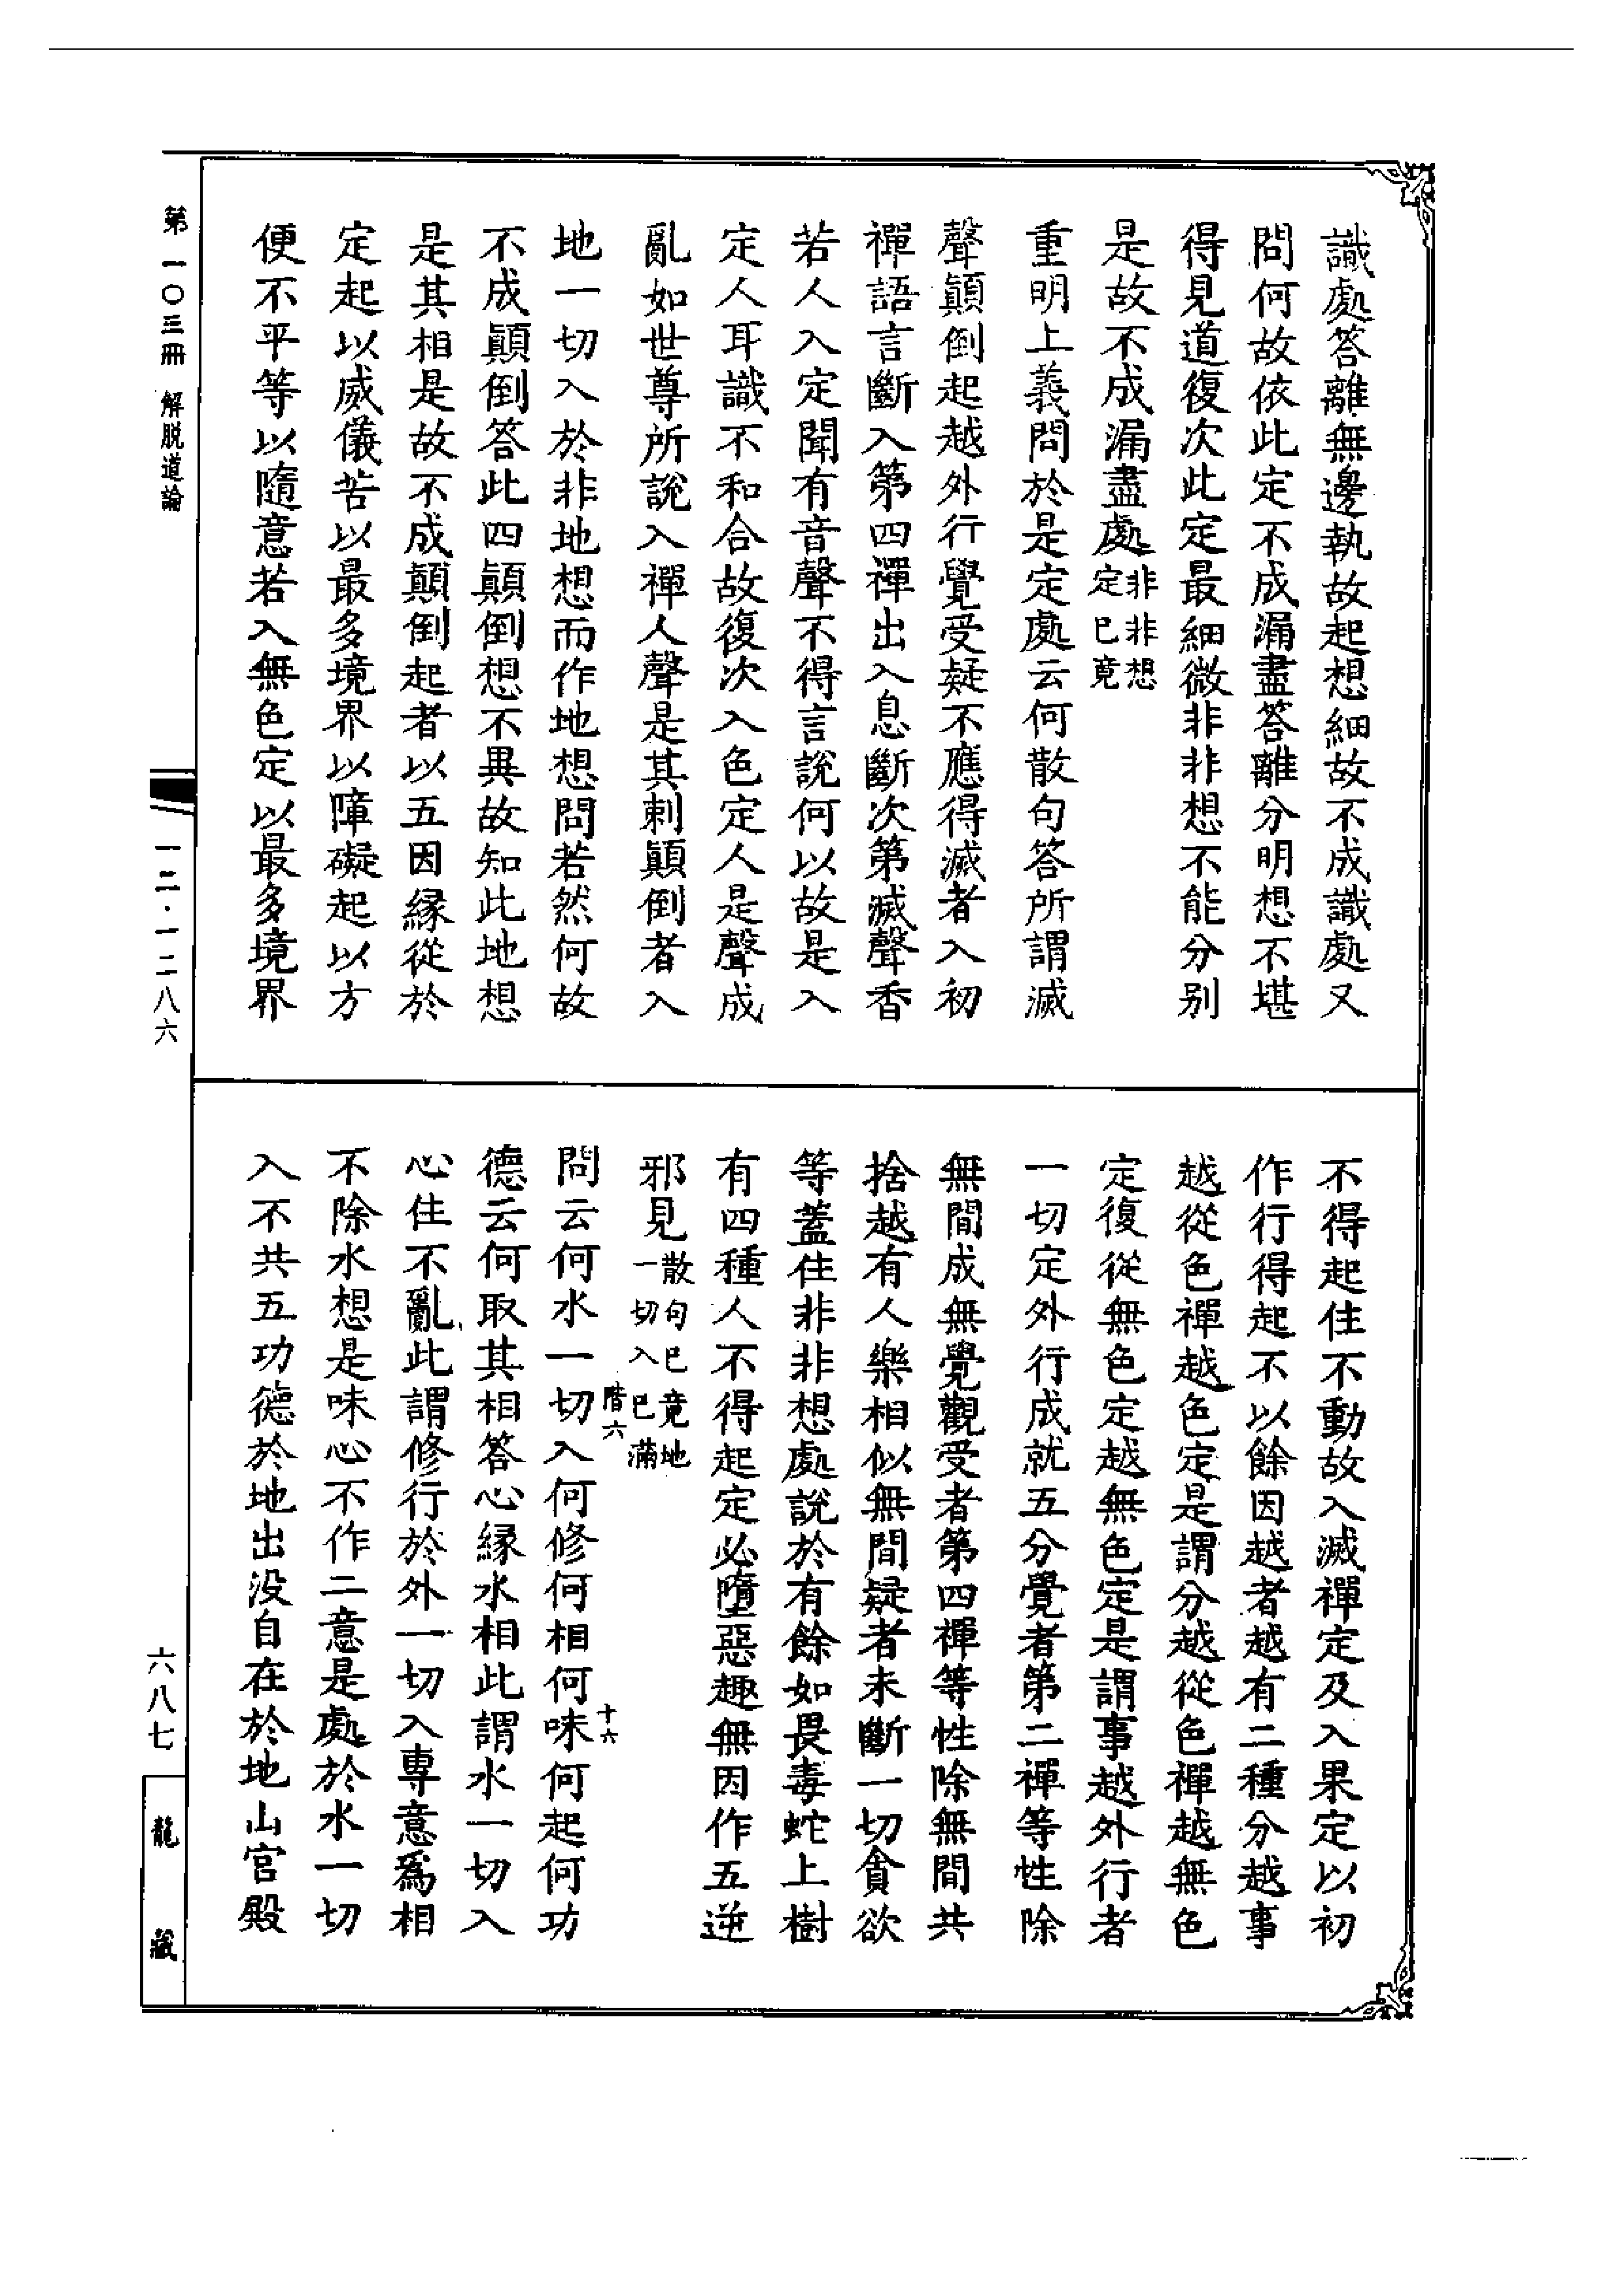 識處答離無邊執故起想細故不成識處又
問何故依此定不成漏盡答離分明想不堪
得見道復次此定最細微非非想不能分別
是故不成漏盡處非非想定已竟
重明上義問於是定處云何散句答所謂滅
聲顛倒起越外行覺受疑不應得滅者入初
禪語言斷入第四禪出入息斷次第滅聲香
若人入定聞有音聲不得言說何以故是入
定人耳識不和合故復次入色定人是聲成
亂如世尊所說入禪人聲是其刺顛倒者入
地一切入於非地想而作地想問若然何故
不成顛倒答此四顛倒想不異故知此地想
是其相是故不成顛倒起者以五因緣從於
定起以威儀苦以最多境界以障礙起以方
便不平等以隨意若入無色定以最多境界
不得起住不動故入滅禪定及入果定以初
作行得起不以餘因越者越有二種分越事
越從色禪越色定是謂分越從色禪越無色
定復從無色定越無色定是謂事越外行者
一切定外行成就五分覺者第二禪等性除
無間成無覺觀受者第四禪等性除無間共
捨越有人樂相似無間疑者未斷一切貪欲
等蓋住非非想處說於有餘如畏毒蛇上樹
有四種人不得起定必墮惡趣無因作五逆
邪見散句已竟地一切入已滿
問云何水一切入何修何相何味何起何功
德云何取其相答心緣水相此謂水一切入
心住不亂此謂修行於外一切入專意為相
不除水想是味心不作二意是處於水一切
入不共五功德於地出沒自在於地山宮殿
階六
十六
第一〇三冊 解脫道論
一二·一二八六
六八七
龍藏